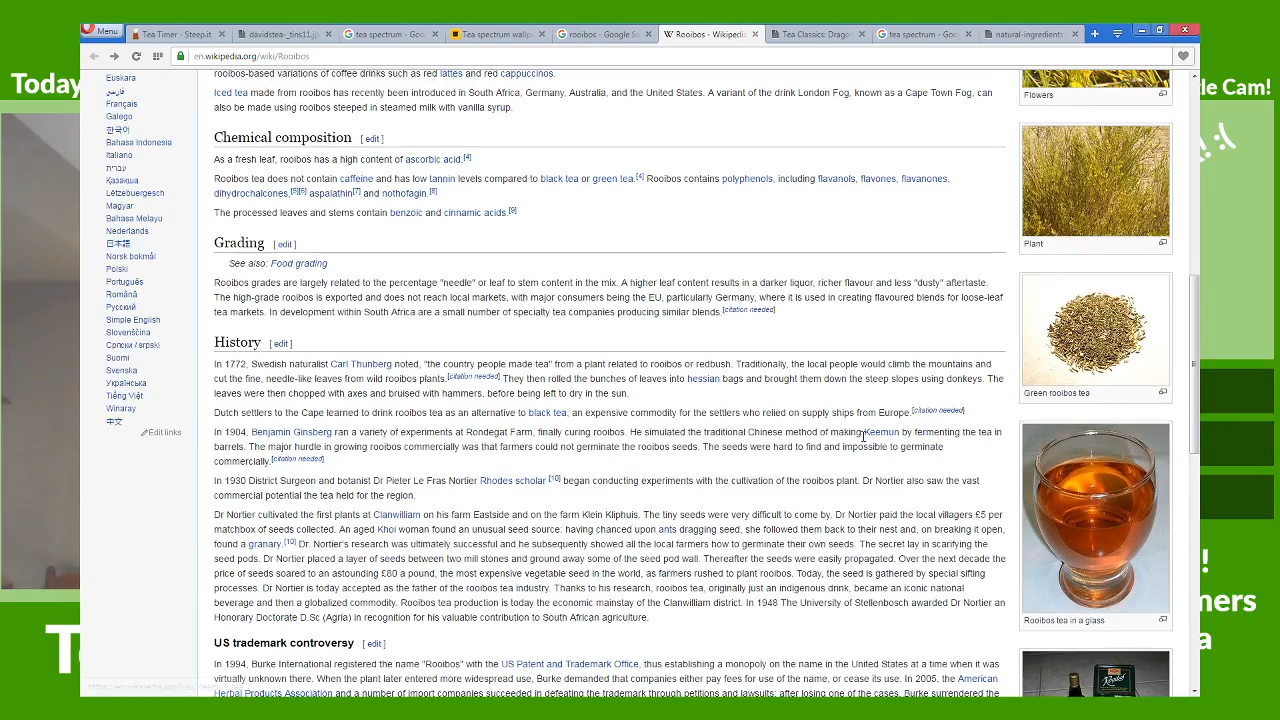 Today
le Cam!
Menu
Tea Timer - Steep.it
davidstea-_tins11.jp
tea spectrum - Goo
Tea spectrum wallp
rooibos - Google Se
Rooibos - Wikipedia
Tea Classics: Drago
tea spectrum - Goo
natural-ingredients
en.wikipedia.org/wiki/Rooibos
Euskara
فارسی
Français
Galego
한국어
Bahasa Indonesia
Italiano
עברית
Қазақша
Lëtzebuergesch
Magyar
Bahasa Melayu
Nederlands
日本語
Norsk bokmål
Polski
Português
Română
Русский
Simple English
Slovenščina
Српски / srpski
Suomi
Svenska
Українська
Tiếng Việt
Winaray
中文
Edit links
rooibos-based variations of coffee drinks such as red lattes and red cappuccinos.
Iced tea made from rooibos has recently been introduced in South Africa, Germany, Australia, and the United States. A variant of the drink London Fog, known as a Cape Town Fog, can
also be made using rooibos steeped in steamed milk with vanilla syrup.
Chemical composition [ edit ]
As a fresh leaf, rooibos has a high content of ascorbic acid.[4]
Rooibos tea does not contain caffeine and has low tannin levels compared to black tea or green tea.[4] Rooibos contains polyphenols, including flavanols, flavones, flavanones,
dihydrochalcones,[5][6] aspalathin[7] and nothofagin.[8]
The processed leaves and stems contain benzoic and cinnamic acids.[9]
Grading [ edit ]
See also: Food grading
Rooibos grades are largely related to the percentage "needle" or leaf to stem content in the mix. A higher leaf content results in a darker liquor, richer flavour and less "dusty" aftertaste.
The high-grade rooibos is exported and does not reach local markets, with major consumers being the EU, particularly Germany, where it is used in creating flavoured blends for loose-leaf
tea markets. In development within South Africa are a small number of specialty tea companies producing similar blends.[citation needed]
History [ edit ]
In 1772, Swedish naturalist Carl Thunberg noted, "the country people made tea" from a plant related to rooibos or redbush. Traditionally, the local people would climb the mountains and
cut the fine, needle-like leaves from wild rooibos plants.[citation needed] They then rolled the bunches of leaves into hessian bags and brought them down the steep slopes using donkeys. The
leaves were then chopped with axes and bruised with hammers, before being left to dry in the sun.
Dutch settlers to the Cape learned to drink rooibos tea as an alternative to black tea, an expensive commodity for the settlers who relied on supply ships from Europe.[citation needed]
In 1904, Benjamin Ginsberg ran a variety of experiments at Rondegat Farm, finally curing rooibos. He simulated the traditional Chinese method of making Keemun by fermenting the tea in
barrels. The major hurdle in growing rooibos commercially was that farmers could not germinate the rooibos seeds. The seeds were hard to find and impossible to germinate
commercially.[citation needed]
In 1930 District Surgeon and botanist Dr Pieter Le Fras Nortier Rhodes scholar [10] began conducting experiments with the cultivation of the rooibos plant. Dr Nortier also saw the vast
commercial potential the tea held for the region.
Dr Nortier cultivated the first plants at Clanwilliam on his farm Eastside and on the farm Klein Kliphuis. The tiny seeds were very difficult to come by. Dr Nortier paid the local villagers £5 per
matchbox of seeds collected. An aged Khoi woman found an unusual seed source: having chanced upon ants dragging seed, she followed them back to their nest and, on breaking it open,
found a granary.[10] Dr. Nortier's research was ultimately successful and he subsequently showed all the local farmers how to germinate their own seeds. The secret lay in scarifying the
seed pods. Dr Nortier placed a layer of seeds between two mill stones and ground away some of the seed pod wall. Thereafter the seeds were easily propagated. Over the next decade the
price of seeds soared to an astounding £80 a pound, the most expensive vegetable seed in the world, as farmers rushed to plant rooibos. Today, the seed is gathered by special sifting
processes. Dr Nortier is today accepted as the father of the rooibos tea industry. Thanks to his research, rooibos tea, originally just an indigenous drink, became an iconic national
beverage and then a globalized commodity. Rooibos tea production is today the economic mainstay of the Clanwilliam district. In 1948 The University of Stellenbosch awarded Dr Nortier an
Honorary Doctorate D.Sc (Agria) in recognition for his valuable contribution to South African agriculture.
US trademark controversy [ edit ]
In 1994, Burke International registered the name "Rooibos" with the US Patent and Trademark Office, thus establishing a monopoly on the name in the United States at a time when it was
virtually unknown there. When the plant later entered more widespread use, Burke demanded that companies either pay fees for use of the name, or cease its use. In 2005, the American
Herbal Products Association and a number of import companies succeeded in defeating the trademark through petitions and lawsuits, and after losing one of the cases, Burke surrendered the
Flowers
Plant
Green rooibos tea
Rooibos tea in a glass